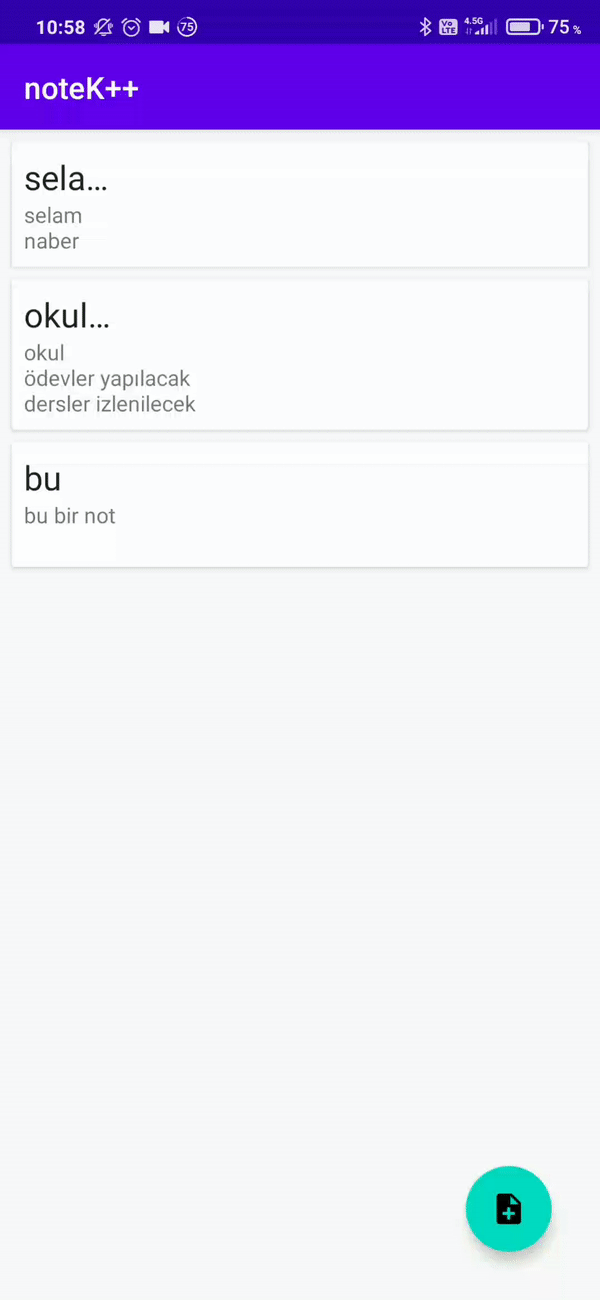 10:58 75 Vo LTE 4.5G 75 %
noteK++
sela...
selam
naber
okul...
okul
ödevler yapılacak
dersler izlenilecek
bu
bu bir not